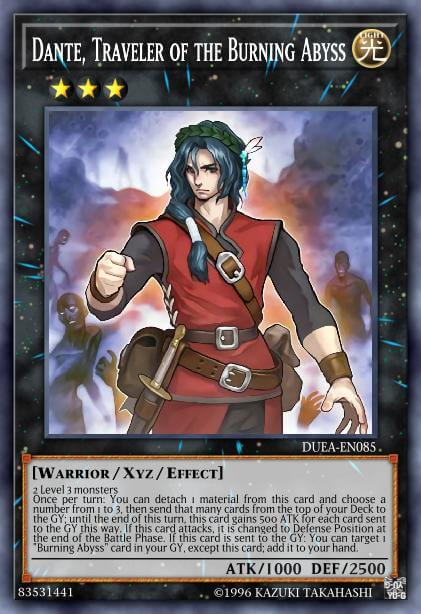 Dante, Traveler of the Burning Abyss
LIGHT
光
DUEA-EN085
[Warrior / Xyz / Effect]
2 Level 3 monsters
Once per turn: You can detach 1 material from this card and choose a
number from 1 to 3, then send that many cards from the top of your Deck to
the GY; until the end of this turn, this card gains 500 ATK for each card sent
to the GY this way. If this card attacks, it is changed to Defense Position at
the end of the Battle Phase. If this card is sent to the GY: You can target 1
"Burning Abyss" card in your GY, except this card; add it to your hand.
ATK/1000 DEF/2500
83531441
©1996 KAZUKI TAKAHASHI